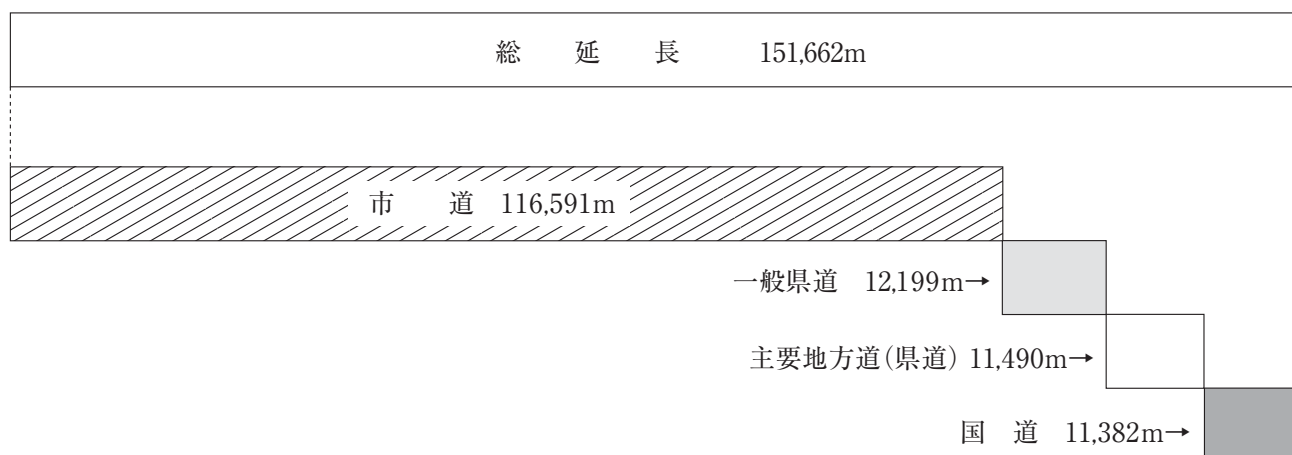 総　延　長　151,662m
市　道　116,591m
一般県道　12,199m→
主要地方道(県道) 11,490m→
国　道　11,382m→